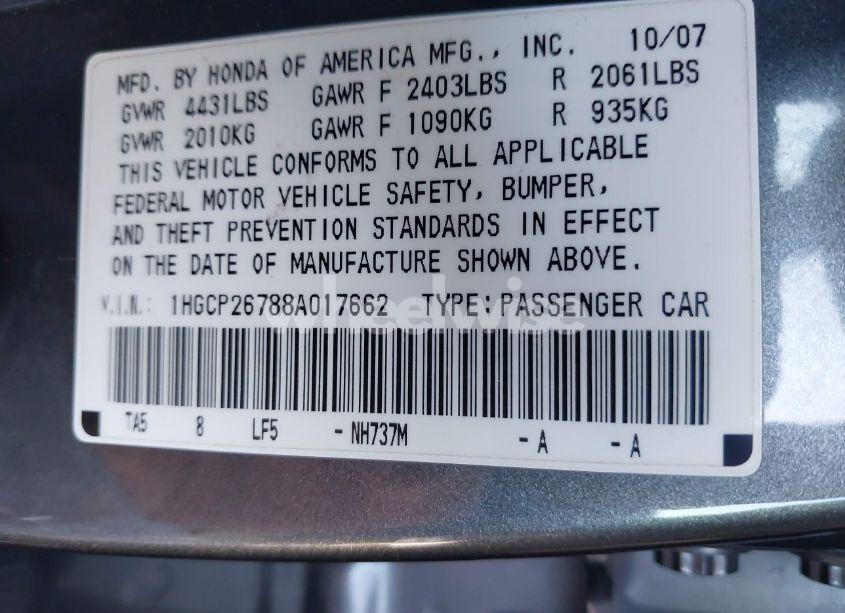 MFD. BY HONDA OF AMERICA MFG., INC. 10/07
GVWR 4431LBS GAWR F 2403LBS R 2061LBS
GVWR 2010KG GAWR F 1090KG R 935KG
THIS VEHICLE CONFORMS TO ALL APPLICABLE
FEDERAL MOTOR VEHICLE SAFETY, BUMPER,
AND THEFT PREVENTION STANDARDS IN EFFECT
ON THE DATE OF MANUFACTURE SHOWN ABOVE.
V.I.N.: 1HGCP26788A017662 TYPE:PASSENGER CAR
wheelwise
TA5 8 LF5 -NH737M -A -A